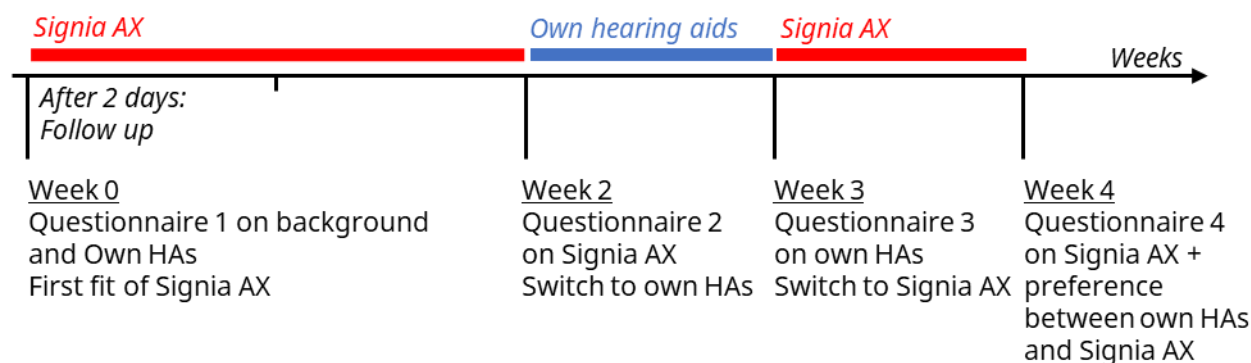 Signia AX
Own hearing aids
Signia AX
Weeks
After 2 days:
Follow up
Week 0
Questionnaire 1 on background
and Own HAs
First fit of Signia AX
Week 2
Questionnaire 2
on Signia AX
Switch to own HAs
Week 3
Questionnaire 3
on own HAs
Switch to Signia AX
Week 4
Questionnaire 4
on Signia AX +
preference
between own HAs
and Signia AX